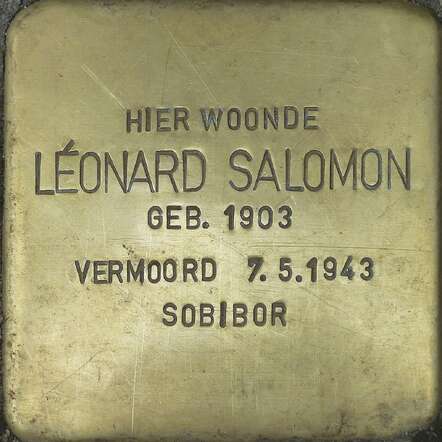 HIER WOONDE
LÉONARD SALOMON
GEB. 1903
VERMOORD 7.5.1943
SOBIBOR